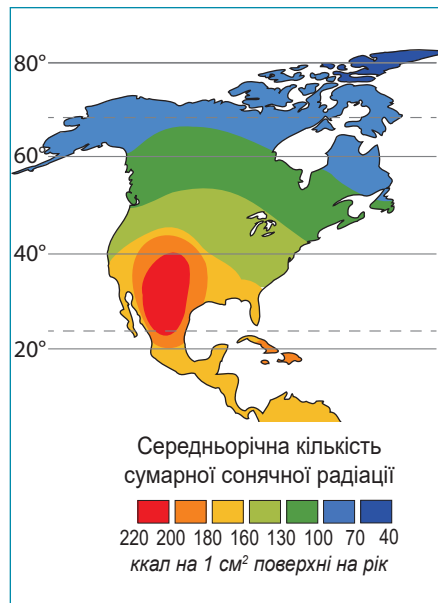 80°
60°
40°
20°
Середньорічна кількість
сумарної сонячної радіації
220 200 180 160 130 100 70 40
ккал на 1 см² поверхні на рік